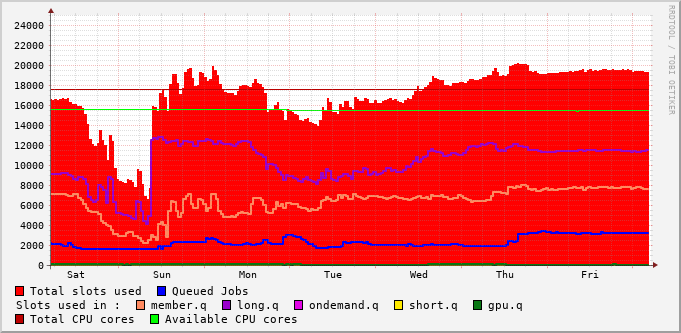 RRDTOOL / TOBI OETIKER
24000
22000
20000
18000
16000
14000
12000
10000
8000
6000
4000
2000
0
Sat Sun Mon Tue Wed Thu Fri
Total slots used Queued Jobs
Slots used in : member.q long.q ondemand.q short.q gpu.q
Total CPU cores Available CPU cores